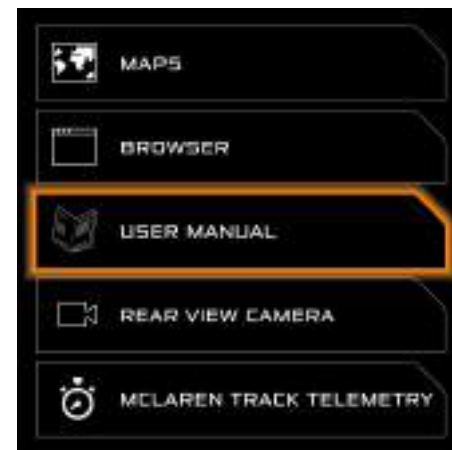 MAPS
BROWSER
USER MANUAL
REAR VIEW CAMERA
MCLAREN TRACK TELEMETRY